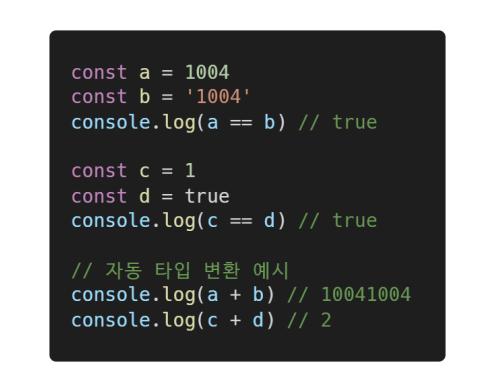 const a = 1004
const b = '1004'
console.log(a == b) // true
const c = 1
const d = true
console.log(c == d) // true
// 자동 타입 변환 예시
console.log(a + b) // 10041004
console.log(c + d) // 2